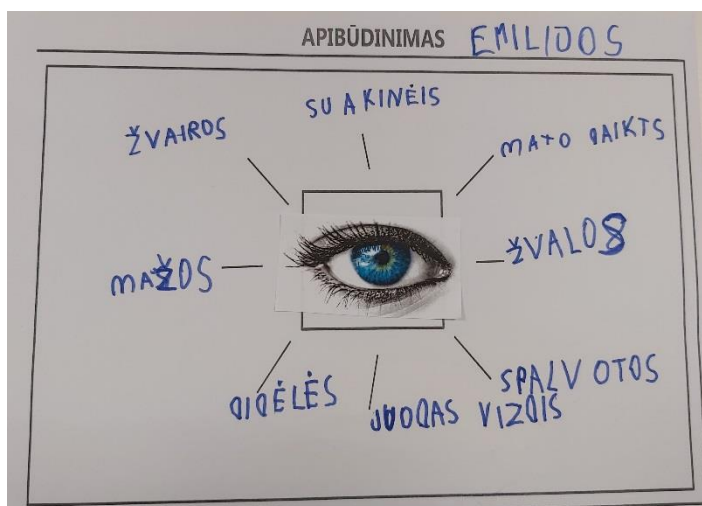 APIBŪDINIMAS EMILIJOS
SU AKINĖIS
ŽVAIROS
MATO DAIKTS
MAŽOS
ŽVALOS
DIDĖLĖS
JUODAS VIZDIS
SPALVOTOS